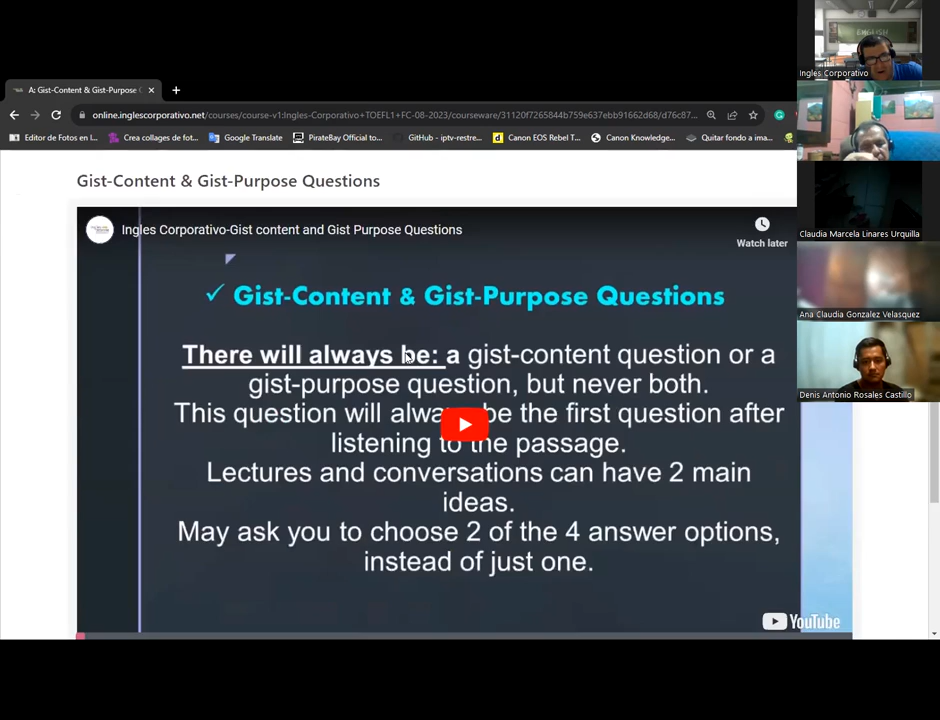 ENGLISH
Ingles Corporativo
A: Gist-Content & Gist-Purpose
online.inglescorporativo.net/courses/course-v1:Ingles-Corporativo+TOEFL1+FC-08-2023/courseware/31120f7265844b759e637ebb91662d68/d76c87...
Editor de Fotos en l...
Crea collages de fot...
Google Translate
PirateBay Official to...
GitHub - iptv-restre...
Canon EOS Rebel T...
Canon Knowledge...
Quitar fondo a ima...
Gist-Content & Gist-Purpose Questions
Ingles Corporativo-Gist content and Gist Purpose Questions
Watch later
Claudia Marcela Linares Urquilla
✓ Gist-Content & Gist-Purpose Questions
Ana Claudia Gonzalez Velasquez
There will always be: a gist-content question or a
gist-purpose question, but never both.
Denis Antonio Rosales Castillo
This question will always be the first question after
listening to the passage.
Lectures and conversations can have 2 main
ideas.
May ask you to choose 2 of the 4 answer options,
instead of just one.
YouTube